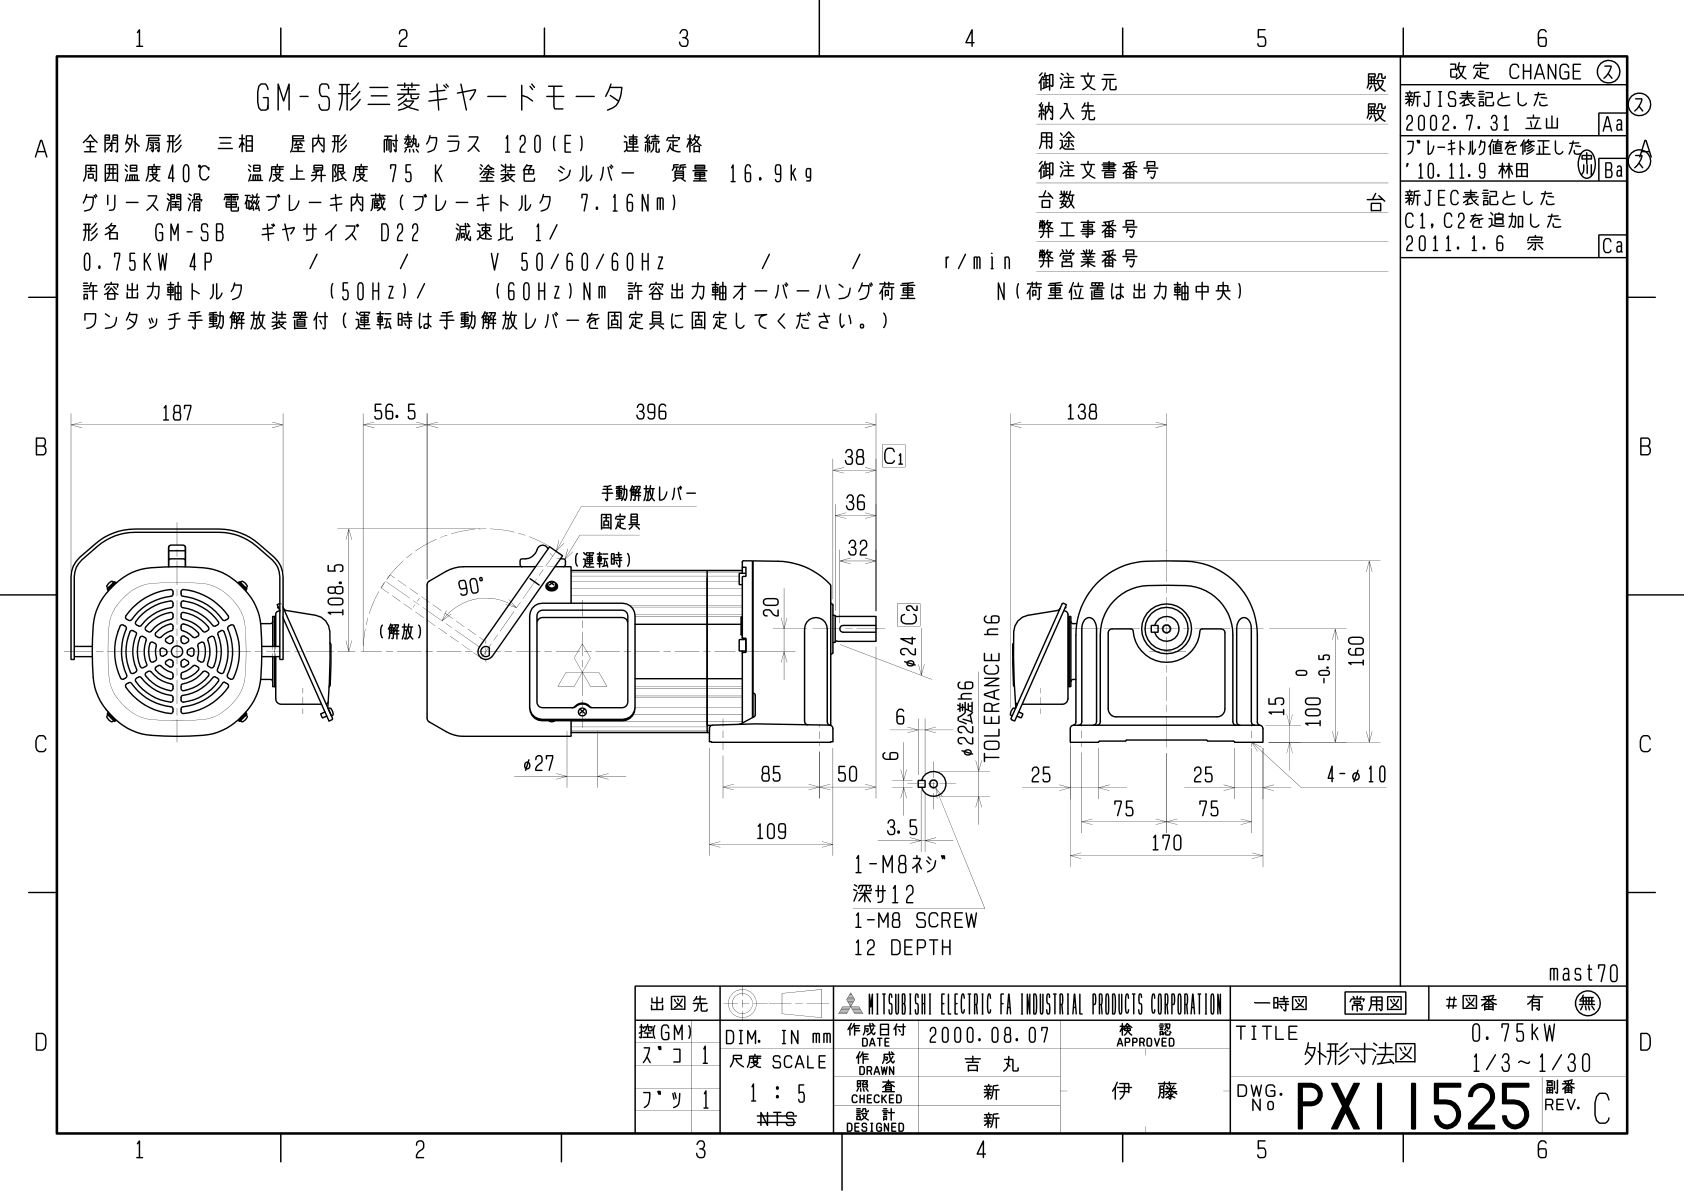 1 2 3 4 5 6
GM-S形三菱ギヤードモータ
全閉外扇形 三相 屋内形 耐熱クラス 120(E) 連続定格
周囲温度40℃ 温度上昇限度 75 K 塗装色 シルバー 質量 16.9kg
グリース潤滑 電磁ブレーキ内蔵(ブレーキトルク 7.16Nm)
形名 GM-SB ギヤサイズ D22 減速比 1/
0.75KW 4P / / V 50/60/60Hz / / r/min
許容出力軸トルク (50Hz)/ (60Hz)Nm 許容出力軸オーバーハング荷重 N(荷重位置は出力軸中央)
ワンタッチ手動解放装置付(運転時は手動解放レバーを固定具に固定してください。)
御注文元 殿
納入先 殿
用途
御注文書番号
台数 台
弊工事番号
弊営業番号
改定 CHANGE ス
新JIS表記とした ス
2002.7.31 立山 Aa
ブレーキトルク値を修正した ス
'10.11.9 林田 中川 Ba
新JEC表記とした
C1,C2を追加した
2011.1.6 宗 Ca
A A
B B
C C
D D
187
56.5
396
138
38 C1
36
32
手動解放レバー
固定具
(運転時)
90°
(解放)
108.5
20
φ24 C2
φ22公差h6
TOLERANCE h6
6
6
3.5
φ27
85
50
109
1-M8ネジ
深サ12
1-M8 SCREW
12 DEPTH
160
0
100 -0.5
15
25
25
4-φ10
75
75
170
mast70
出図先
控(GM)
スﾞコ 1
フﾞツ 1
DIM. IN mm
尺度 SCALE
1 : 5
NTS
MITSUBISHI ELECTRIC FA INDUSTRIAL PRODUCTS CORPORATION
作成日付
DATE
2000.08.07
検 認
APPROVED
作 成
DRAWN
吉 丸
照 査
CHECKED
新
伊 藤
設 計
DESIGNED
新
一時図 常用図 #図番 有 無
TITLE
外形寸法図
0.75kW
1/3~1/30
DWG.
No
PX11525
副番
REV. C
1 2 3 4 5 6